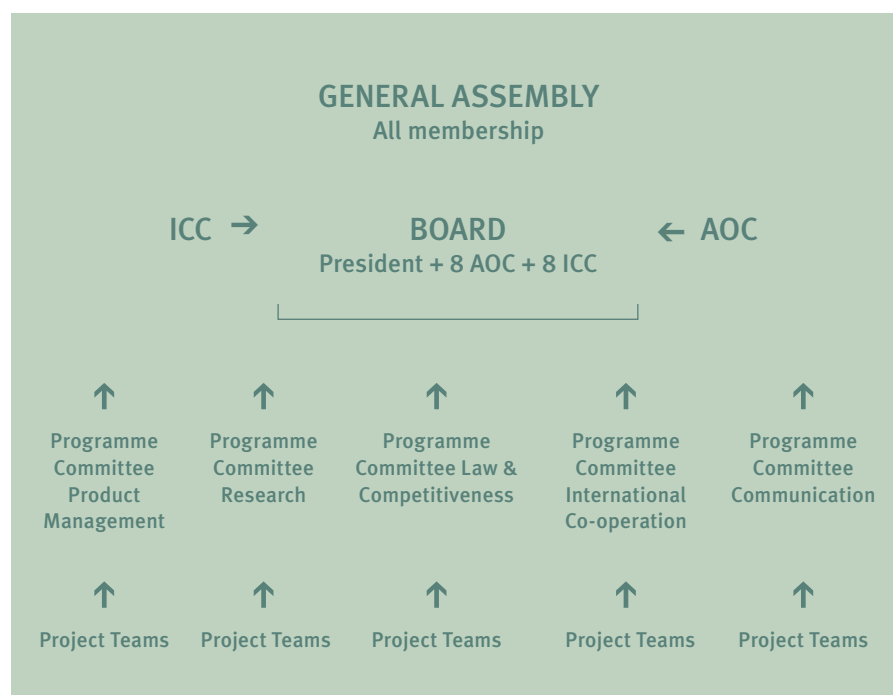 GENERAL ASSEMBLY
All membership
ICC → BOARD ← AOC
President + 8 AOC + 8 ICC
Programme
Committee
Product
Management
Programme
Committee
Research
Programme
Committee Law &
Competitiveness
Programme
Committee
International
Co-operation
Programme
Committee
Communication
Project Teams
Project Teams
Project Teams
Project Teams
Project Teams